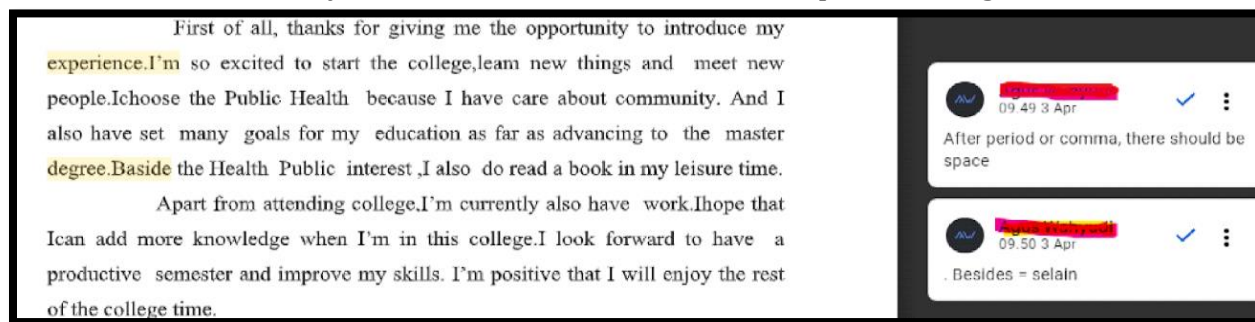 First of all, thanks for giving me the opportunity to introduce my
experience.I'm so excited to start the college,leam new things and meet new
people.Ichoose the Public Health because I have care about community. And I
also have set many goals for my education as far as advancing to the master
degree.Baside the Health Public interest ,I also do read a book in my leisure time.
Apart from attending college,I'm currently also have work.Ihope that
Ican add more knowledge when I'm in this college.I look forward to have a
productive semester and improve my skills. I'm positive that I will enjoy the rest
of the college time.
09.49 3 Apr
After period or comma, there should be
space
09.50 3 Apr
. Besides = selain